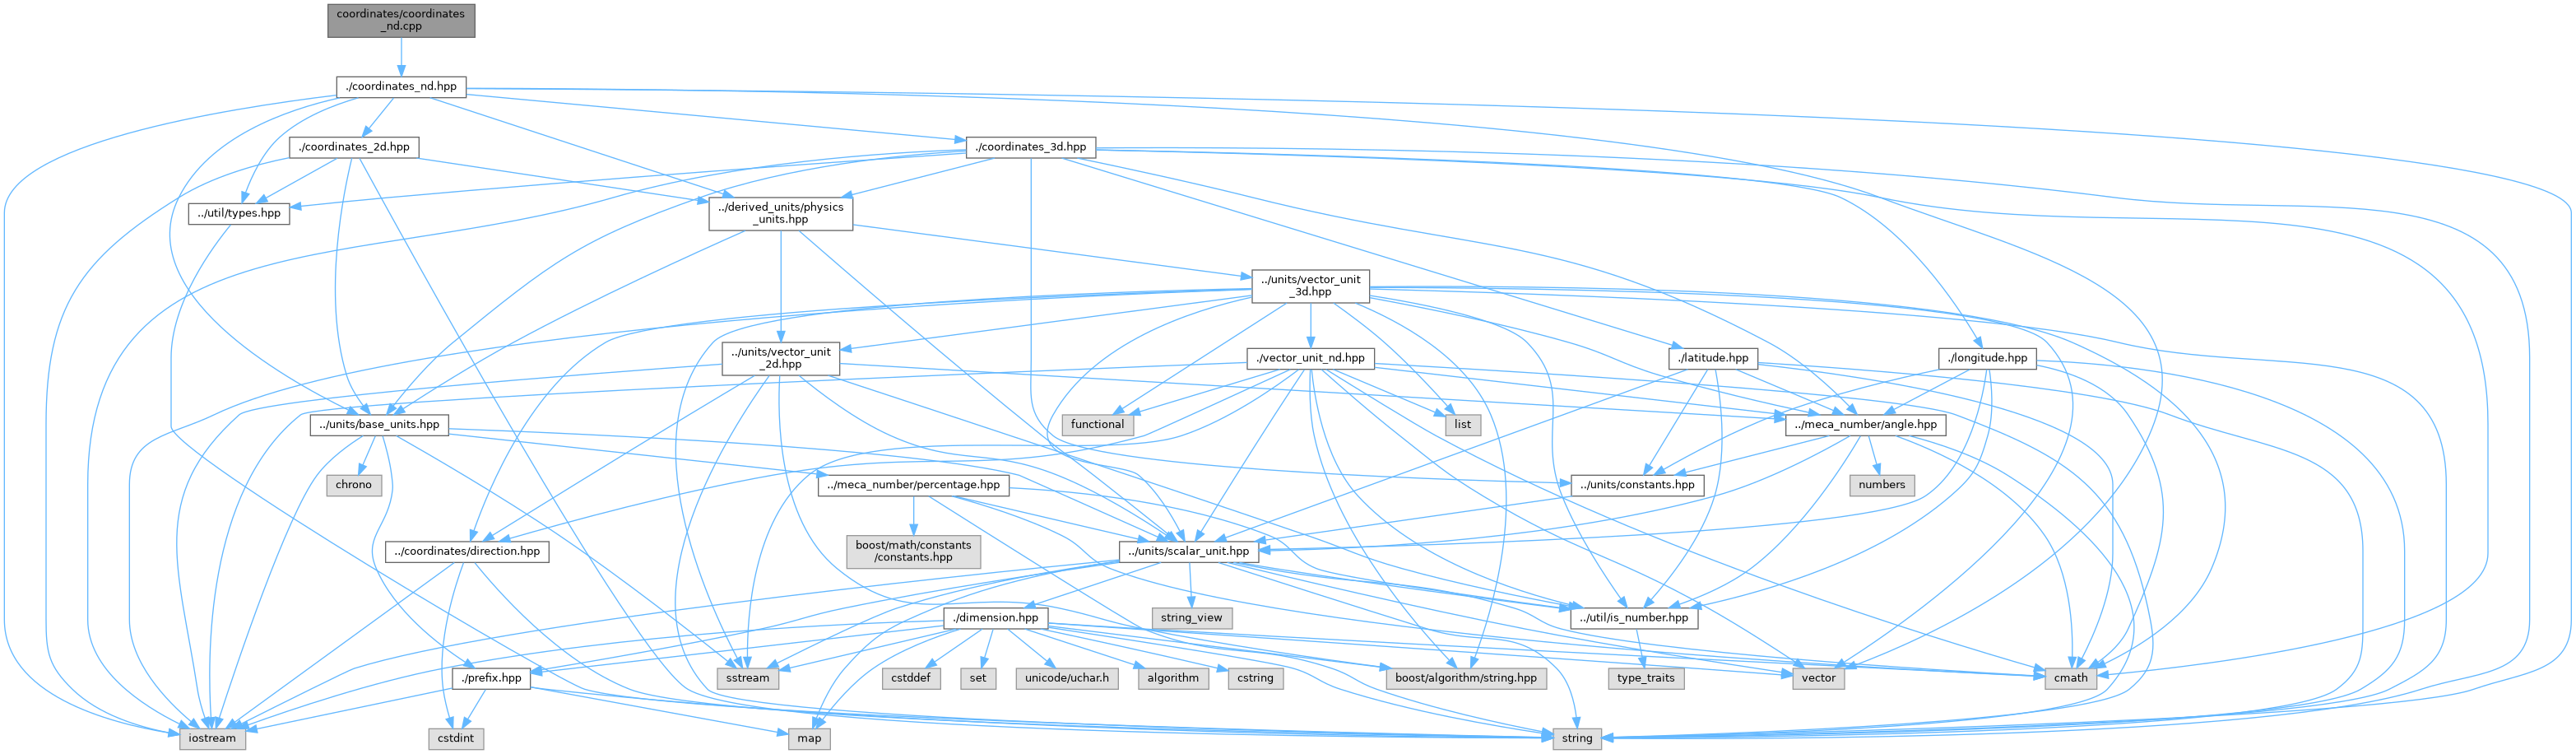 coordinates/coordinates
_nd.cpp
./coordinates_nd.hpp
./coordinates_2d.hpp
./coordinates_3d.hpp
../util/types.hpp
../derived_units/physics
_units.hpp
../units/vector_unit
_3d.hpp
../units/vector_unit
_2d.hpp
./vector_unit_nd.hpp
./latitude.hpp
./longitude.hpp
../units/base_units.hpp
functional
list
../meca_number/angle.hpp
chrono
../meca_number/percentage.hpp
../units/constants.hpp
numbers
../coordinates/direction.hpp
boost/math/constants
/constants.hpp
../units/scalar_unit.hpp
./dimension.hpp
string_view
../util/is_number.hpp
./prefix.hpp
sstream
cstddef
set
unicode/uchar.h
algorithm
cstring
boost/algorithm/string.hpp
type_traits
vector
cmath
iostream
cstdint
map
string